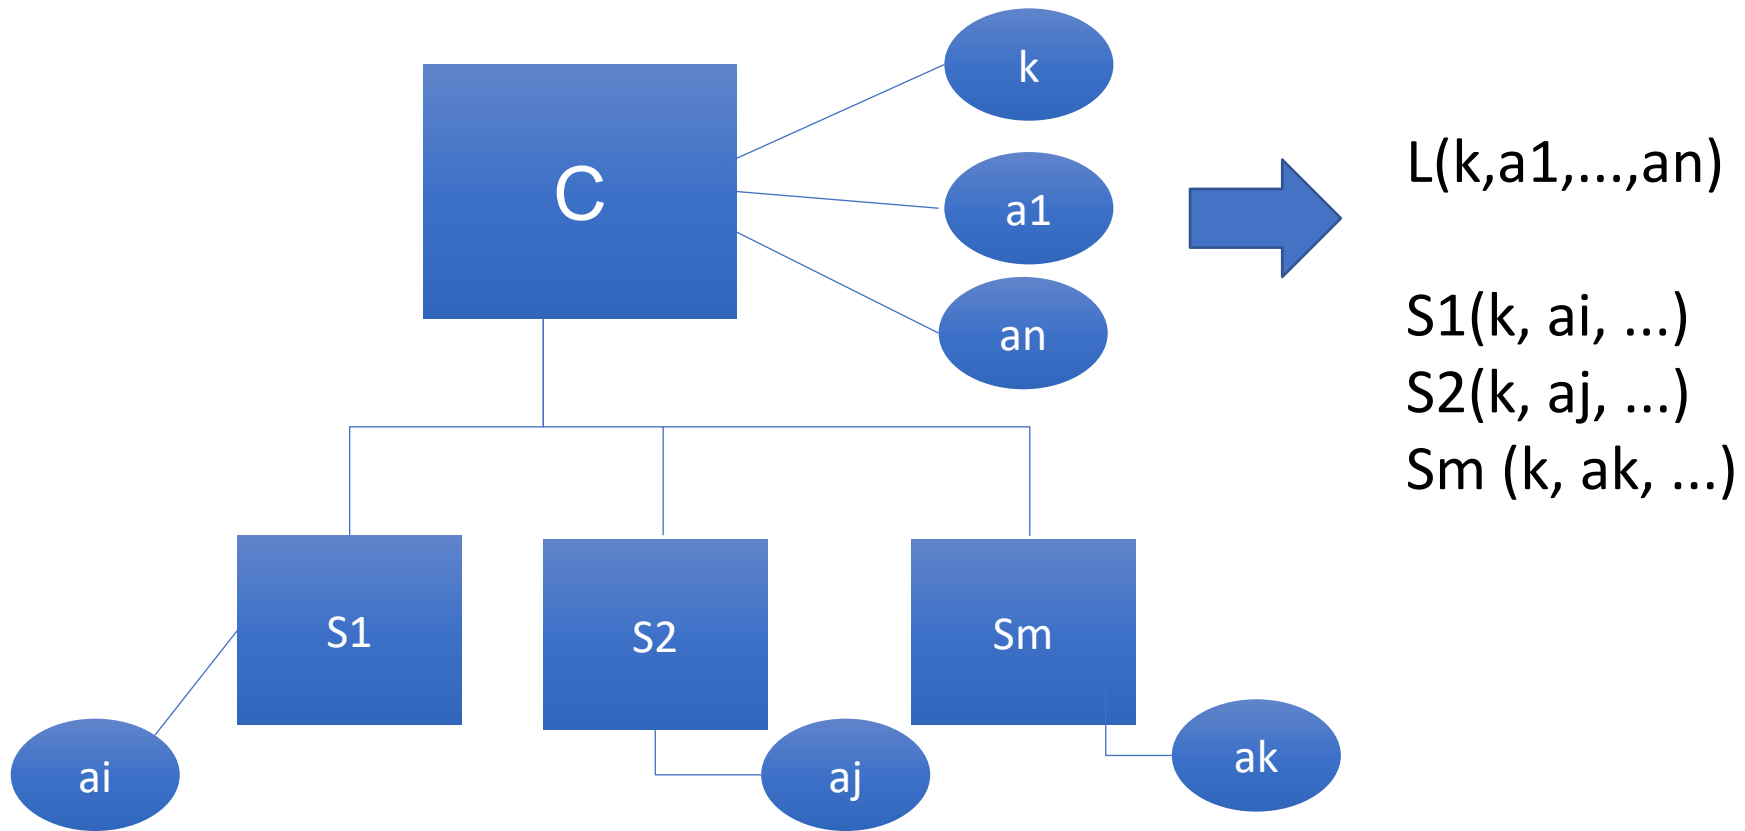 k
C
a1
an
L(k,a1,...,an)
S1(k, ai, ...)
S2(k, aj, ...)
Sm (k, ak, ...)
S1
S2
Sm
ai
aj
ak